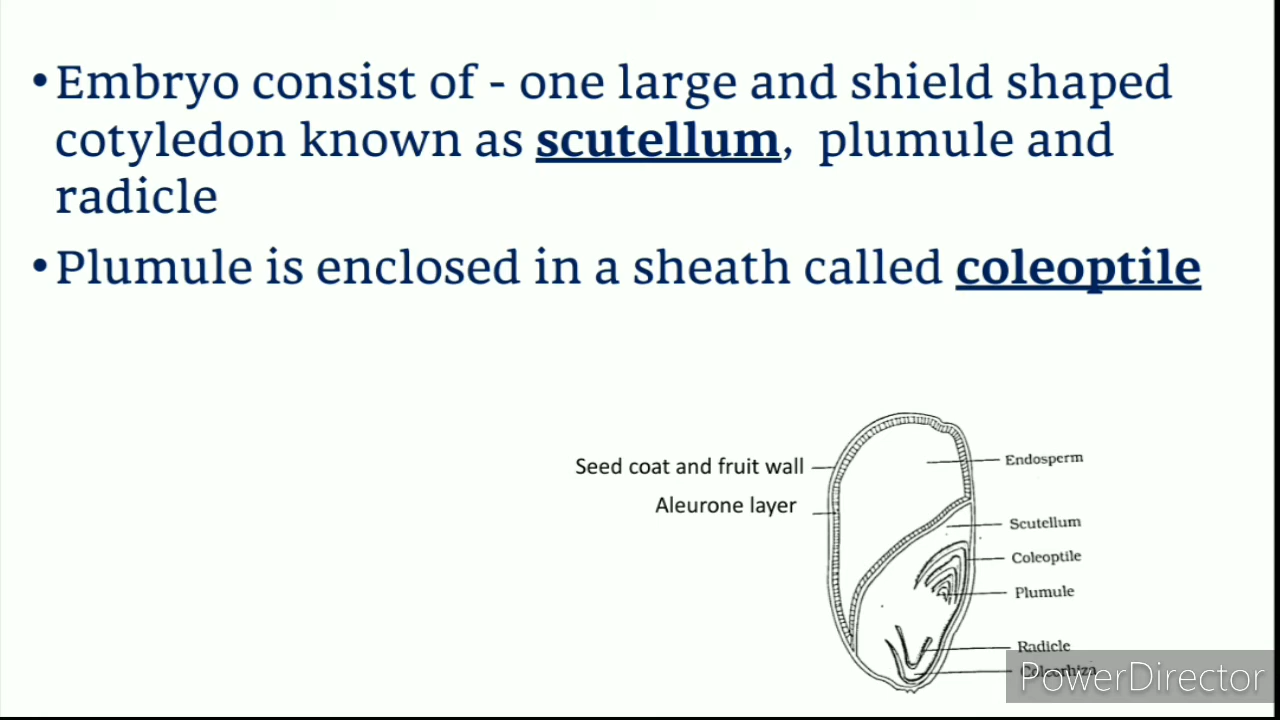 • Embryo consist of - one large and shield shaped
cotyledon known as scutellum, plumule and
radicle
• Plumule is enclosed in a sheath called coleoptile
Seed coat and fruit wall
Aleurone layer
Endosperm
Scutellum
Coleoptile
Plumule
Radicle
Coleorhiza
PowerDirector